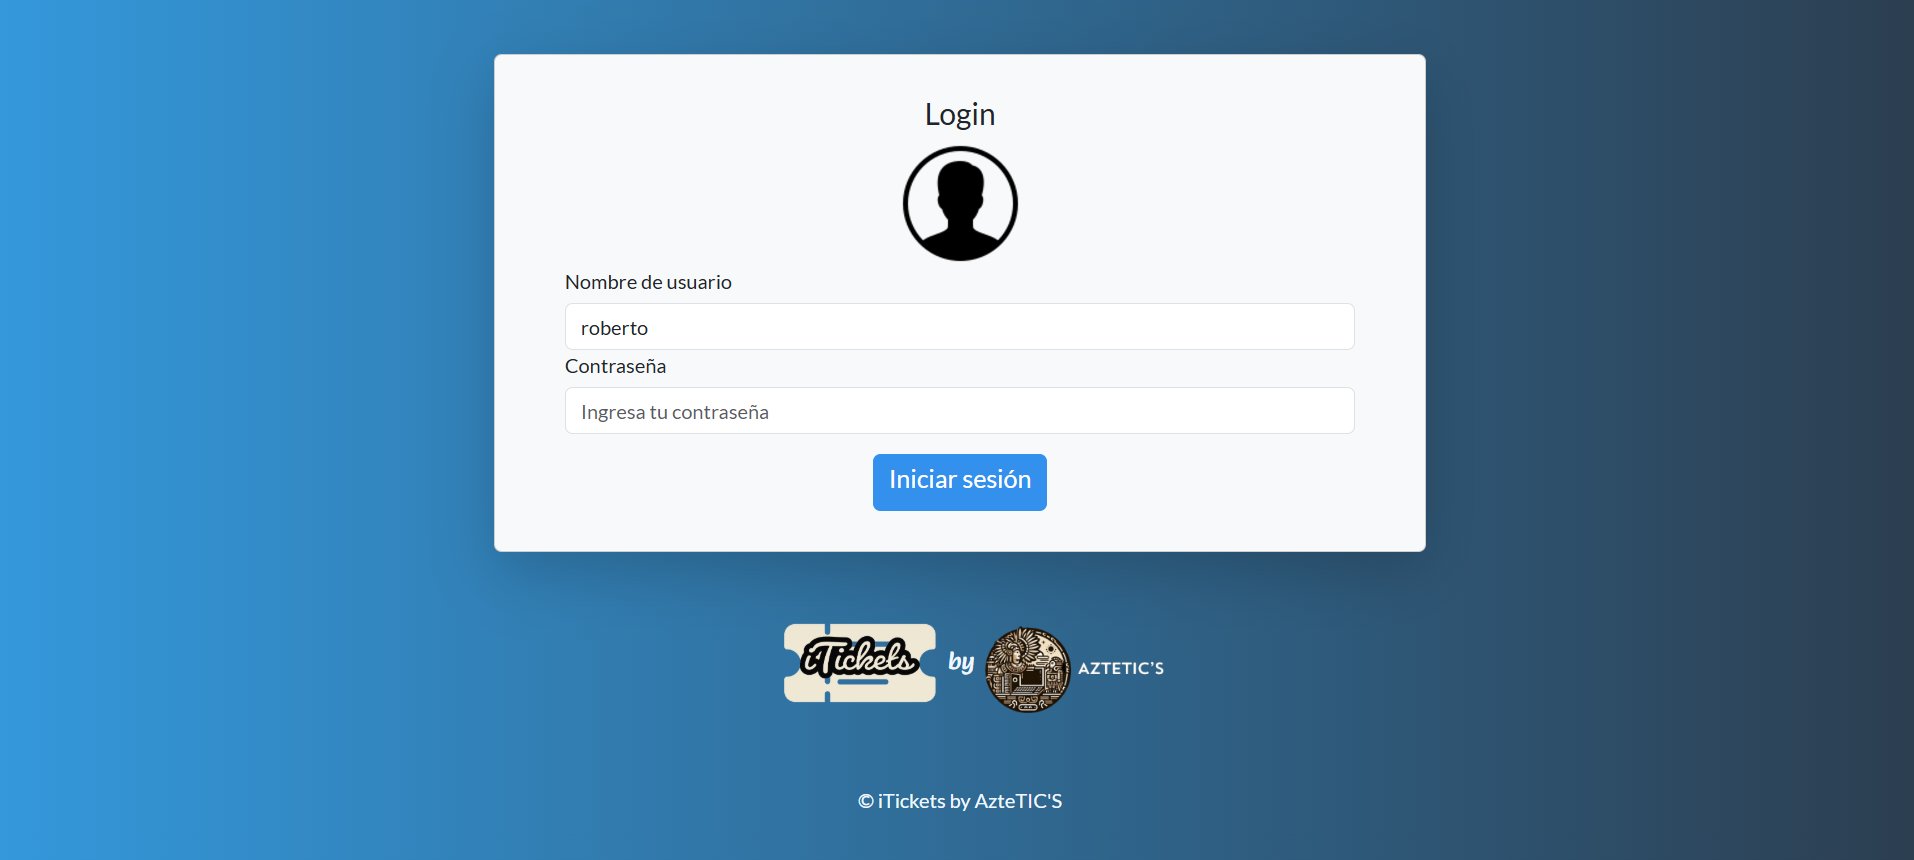 Login
Nombre de usuario
roberto
Contraseña
Ingresa tu contraseña
Iniciar sesión
iTickets by AZTETIC'S
© iTickets by AzteTIC'S